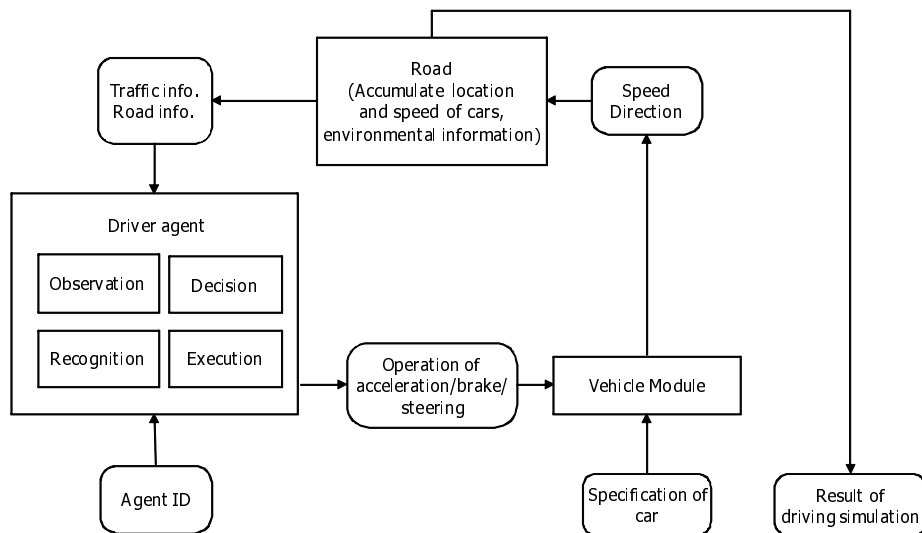 Road
(Accumulate location
and speed of cars,
environmental information)
Traffic info.
Road info.
Speed
Direction
Driver agent
Observation
Decision
Recognition
Execution
Operation of
acceleration/brake/
steering
Vehicle Module
Agent ID
Specification of
car
Result of
driving simulation